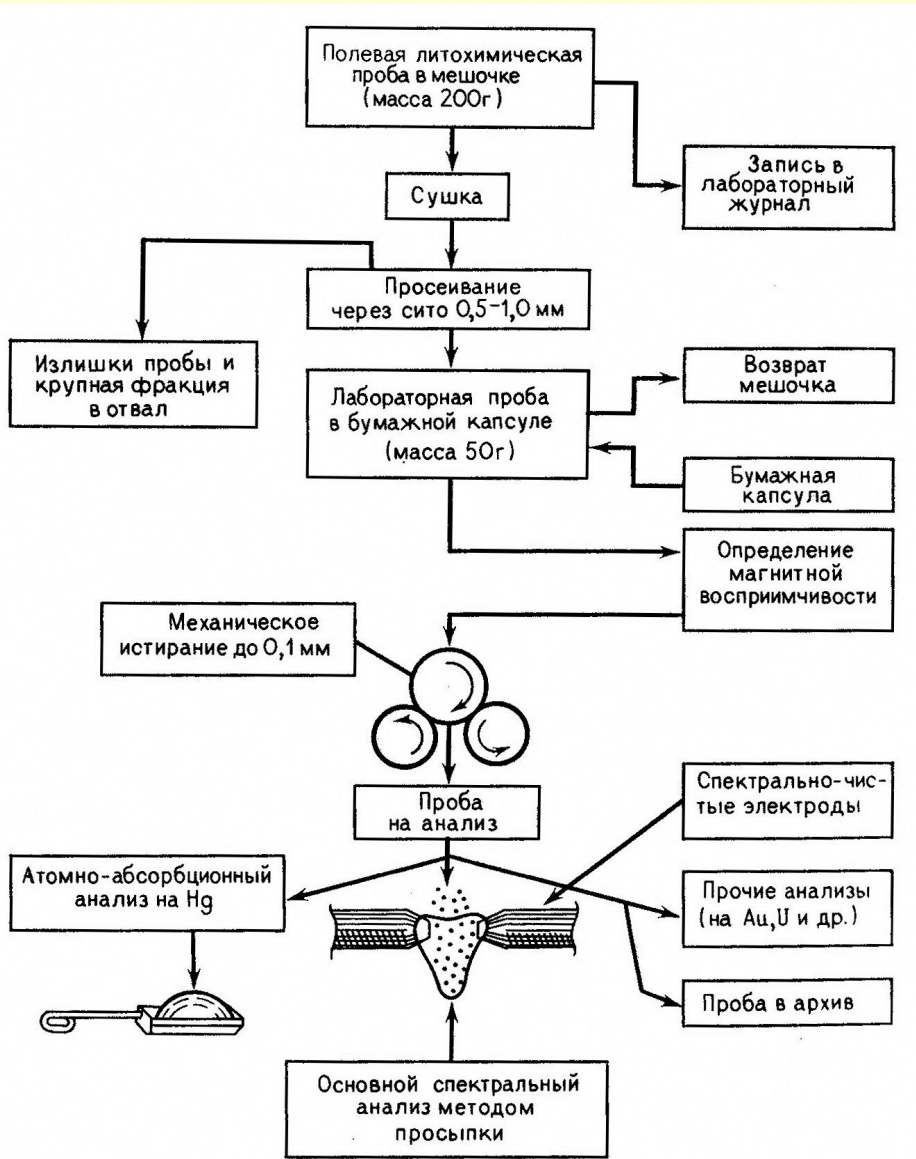 Полевая литохимическая
проба в мешочке
(масса 200г)
Запись в
лабораторный
журнал
Сушка
Просеивание
через сито 0,5-1,0 мм
Излишки пробы и
крупная фракция
в отвал
Лабораторная проба
в бумажной капсуле
(масса 50г)
Возврат
мешочка
Бумажная
капсула
Определение
магнитной
восприимчивости
Механическое
истирание до 0,1 мм
Проба
на анализ
Спектрально-чис-
тые электроды
Атомно-абсорбционный
анализ на Hg
Прочие анализы
(на Au,U и др.)
Проба в архив
Основной спектральный
анализ методом
просыпки